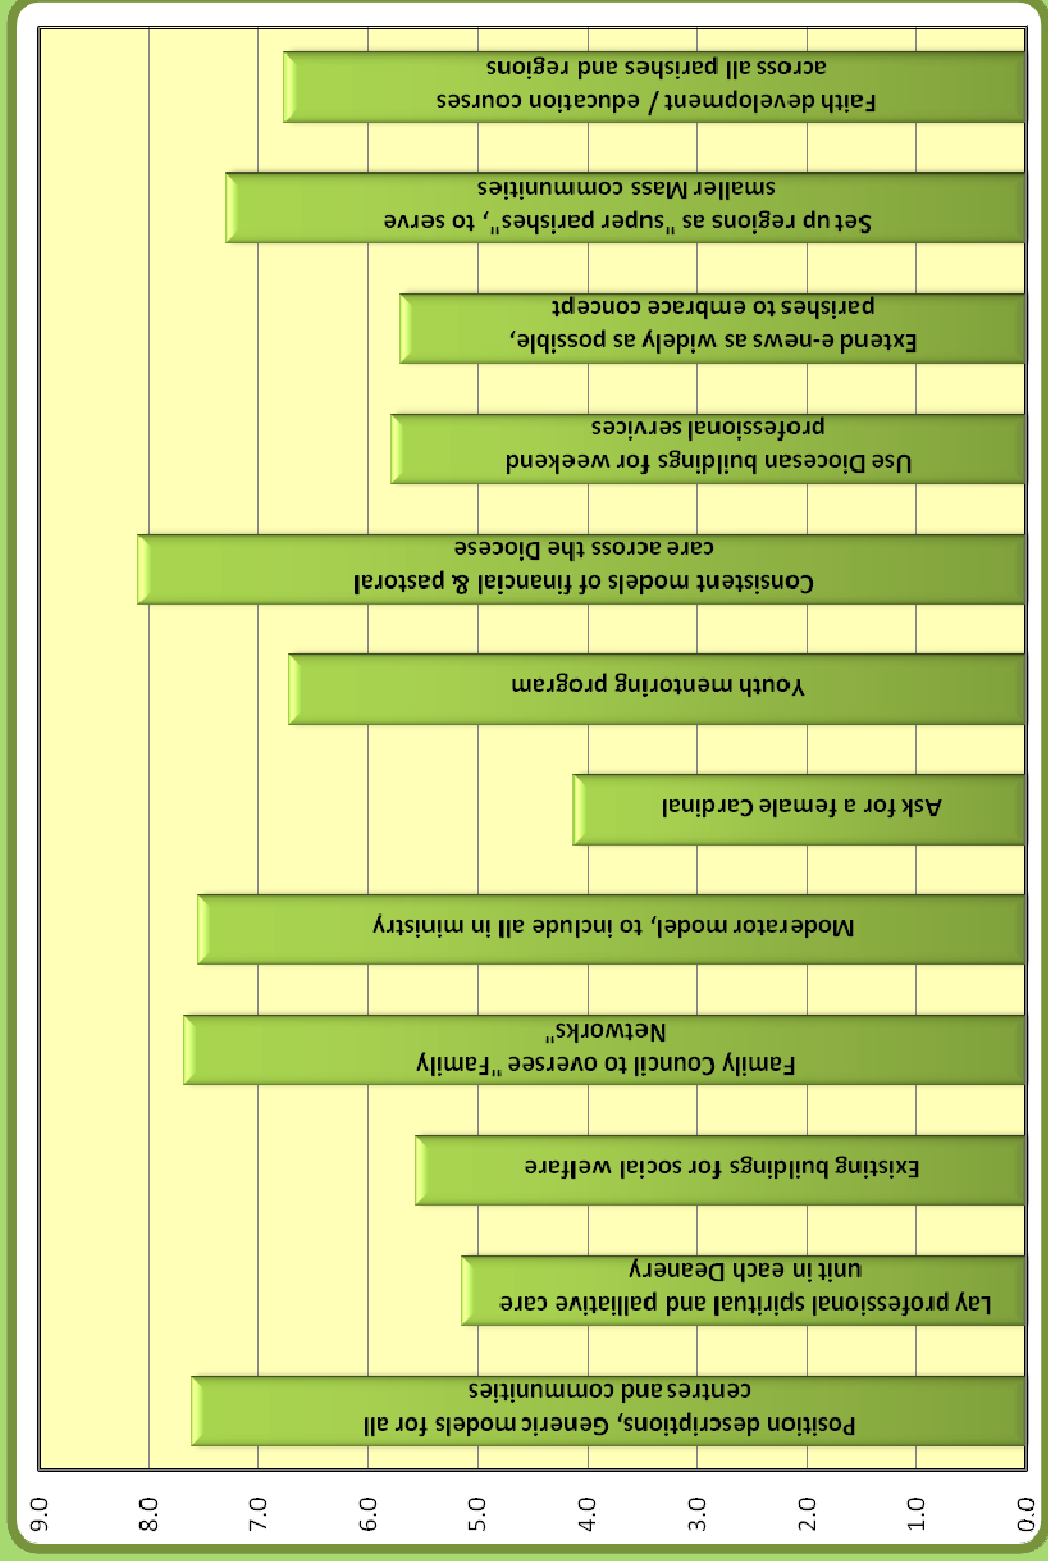 Position descriptions, Generic models for all
centres and communities
Lay professional spiritual and palliative care
unit in each Deanery
Existing buildings for social welfare
Family Council to oversee "Family
Networks"
Moderator model, to include all in ministry
Ask for a female Cardinal
Youth mentoring program
Consistent models of financial & pastoral
care across the Diocese
Use Diocesan buildings for weekend
professional services
Extend e-news as widely as possible,
parishes to embrace concept
Set up regions as "super parishes", to serve
smaller Mass communities
Faith development / education courses
across all parishes and regions
9.0
8.0
7.0
6.0
5.0
4.0
3.0
2.0
1.0
0.0